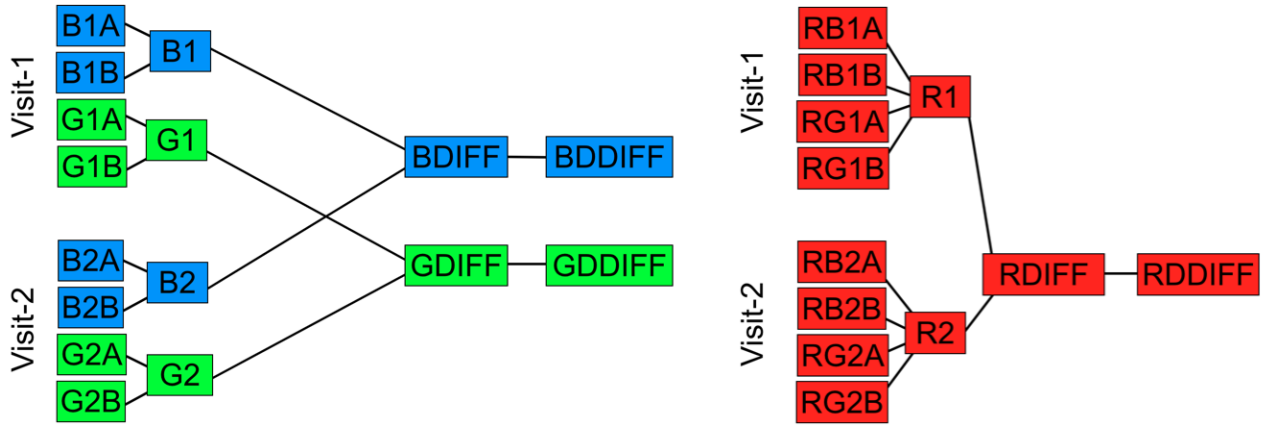 Visit-1
B1A
B1B
G1A
G1B
B1
G1
Visit-2
B2A
B2B
G2A
G2B
B2
G2
BDIFF
BDDIFF
GDIFF
GDDIFF
Visit-1
RB1A
RB1B
RG1A
RG1B
R1
Visit-2
RB2A
RB2B
RG2A
RG2B
R2
RDIFF
RDDIFF